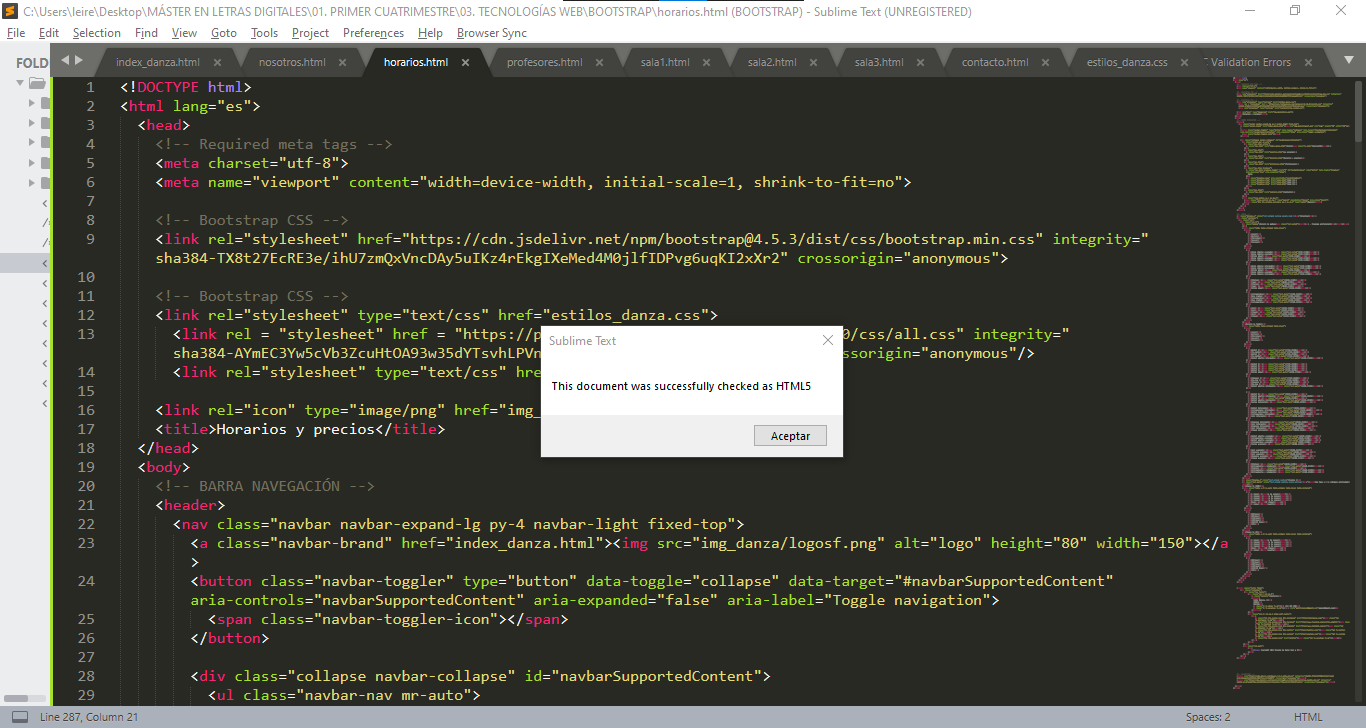 C:\Users\leire\Desktop\MÁSTER EN LETRAS DIGITALES\01. PRIMER CUATRIMESTRE\03. TECNOLOGÍAS WEB\BOOTSTRAP\horarios.html (BOOTSTRAP) - Sublime Text (UNREGISTERED)
File Edit Selection Find View Goto Tools Project Preferences Help Browser Sync
FOLD
index_danza.html nosotros.html horarios.html profesores.html sala1.html sala2.html sala3.html contacto.html estilos_danza.css Validation Errors
1 <!DOCTYPE html>
2 <html lang="es">
3 <head>
4 <!-- Required meta tags -->
5 <meta charset="utf-8">
6 <meta name="viewport" content="width=device-width, initial-scale=1, shrink-to-fit=no">
7
8 <!-- Bootstrap CSS -->
9 <link rel="stylesheet" href="https://cdn.jsdelivr.net/npm/bootstrap@4.5.3/dist/css/bootstrap.min.css" integrity="
sha384-TX8t27EcRE3e/ihU7zmQxVncDAy5uIKz4rEkgIXeMed4M0jlfIDPvg6uqKI2xXr2" crossorigin="anonymous">
10
11 <!-- Bootstrap CSS -->
12 <link rel="stylesheet" type="text/css" href="estilos_danza.css">
13 <link rel = "stylesheet" href = "https://p 0/css/all.css" integrity="
sha384-AYmEC3Yw5cVb3ZcuHtOA93w35dYTsvhLPVn ssorigin="anonymous"/>
14 <link rel="stylesheet" type="text/css" hre
15
16 <link rel="icon" type="image/png" href="img_
17 <title>Horarios y precios</title>
18 </head>
19 <body>
20 <!-- BARRA NAVEGACIÓN -->
21 <header>
22 <nav class="navbar navbar-expand-lg py-4 navbar-light fixed-top">
23 <a class="navbar-brand" href="index_danza.html"><img src="img_danza/logosf.png" alt="logo" height="80" width="150"></a
>
24 <button class="navbar-toggler" type="button" data-toggle="collapse" data-target="#navbarSupportedContent"
aria-controls="navbarSupportedContent" aria-expanded="false" aria-label="Toggle navigation">
25 <span class="navbar-toggler-icon"></span>
26 </button>
27
28 <div class="collapse navbar-collapse" id="navbarSupportedContent">
29 <ul class="navbar-nav mr-auto">
Sublime Text
This document was successfully checked as HTML5
Aceptar
Line 287, Column 21 Spaces: 2 HTML